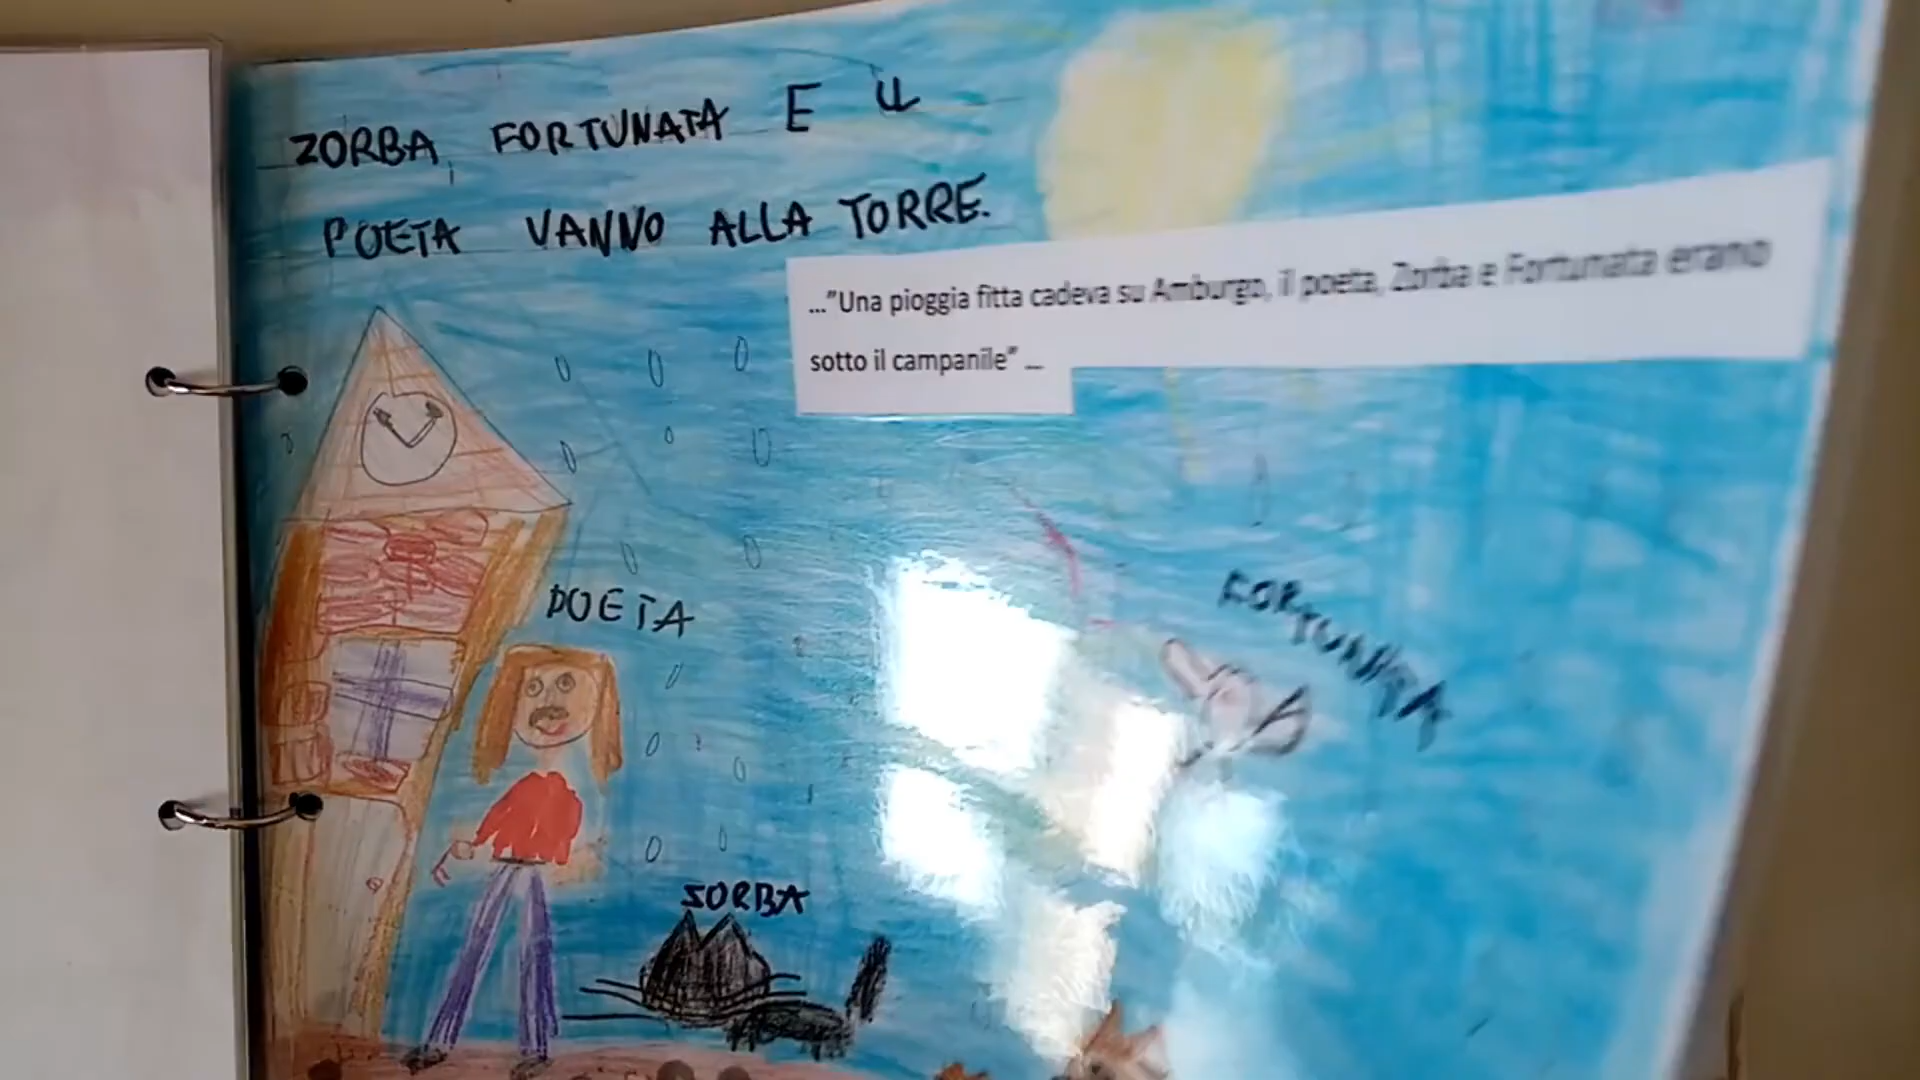 ZORBA, FORTUNATA E IL
POETA VANNO ALLA TORRE.
..."Una pioggia fitta cadeva su Amburgo, il poeta, Zorba e Fortunata erano
sotto il campanile" ...
POETA
FORTUNATA
SORBA